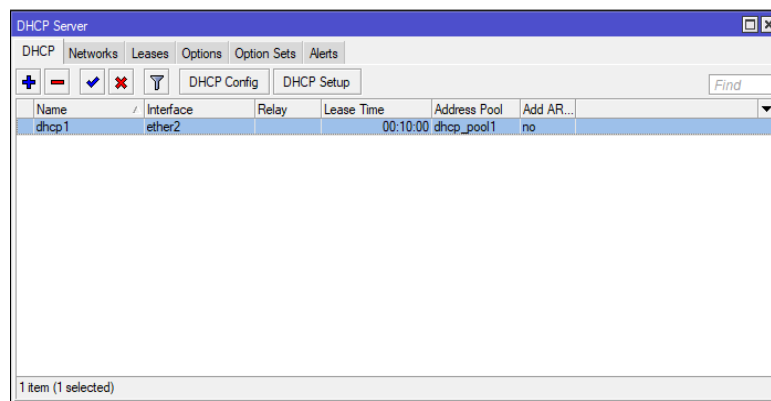 DHCP Server
DHCP Networks Leases Options Option Sets Alerts
DHCP Config DHCP Setup Find
Name / Interface Relay Lease Time Address Pool Add AR...
dhcp1 ether2 00:10:00 dhcp_pool1 no
1 item (1 selected)